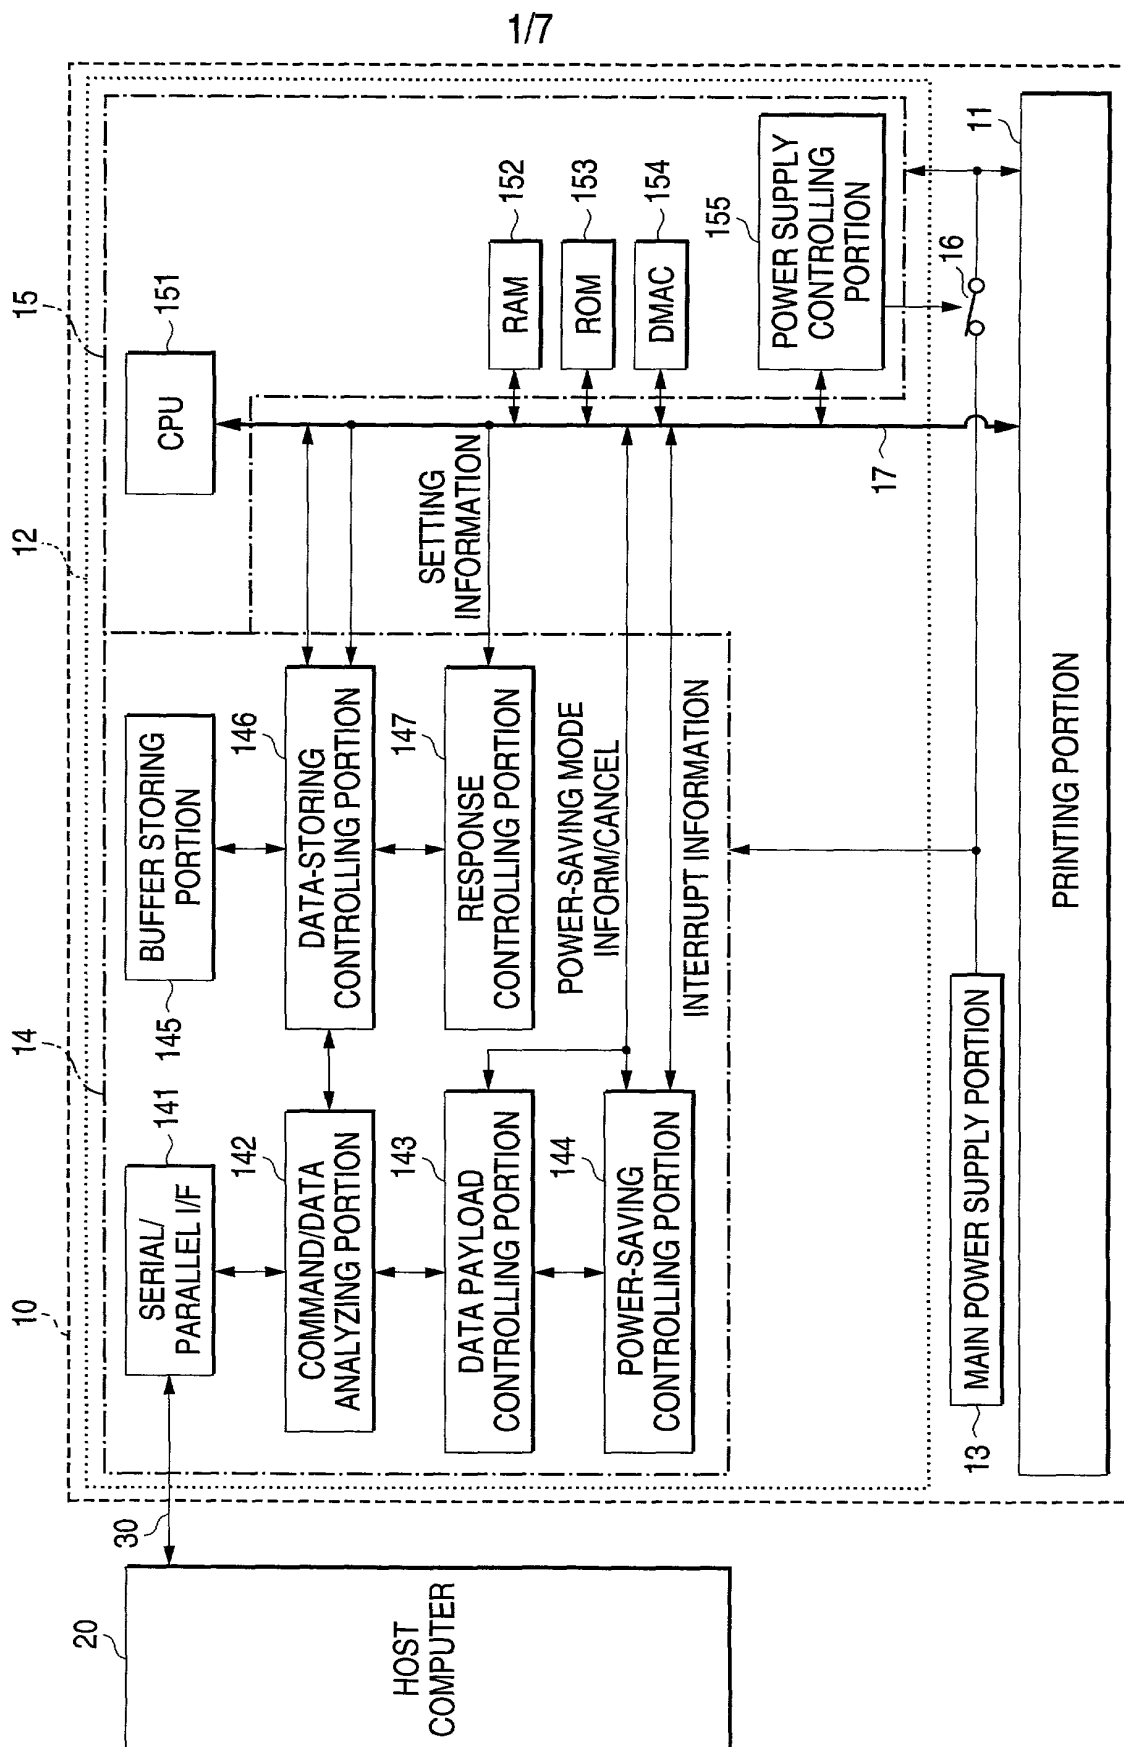 1/7
20
HOST
COMPUTER
30
10
14
12
15
141
SERIAL/
PARALLEL I/F
145
BUFFER STORING
PORTION
CPU
151
142
COMMAND/DATA
ANALYZING PORTION
146
DATA-STORING
CONTROLLING PORTION
SETTING
INFORMATION
143
DATA PAYLOAD
CONTROLLING PORTION
147
RESPONSE
CONTROLLING PORTION
RAM
152
ROM
153
DMAC
154
144
POWER-SAVING
CONTROLLING PORTION
POWER-SAVING MODE
INFORM/CANCEL
INTERRUPT INFORMATION
155
POWER SUPPLY
CONTROLLING
PORTION
17
16
13
MAIN POWER SUPPLY PORTION
11
PRINTING PORTION